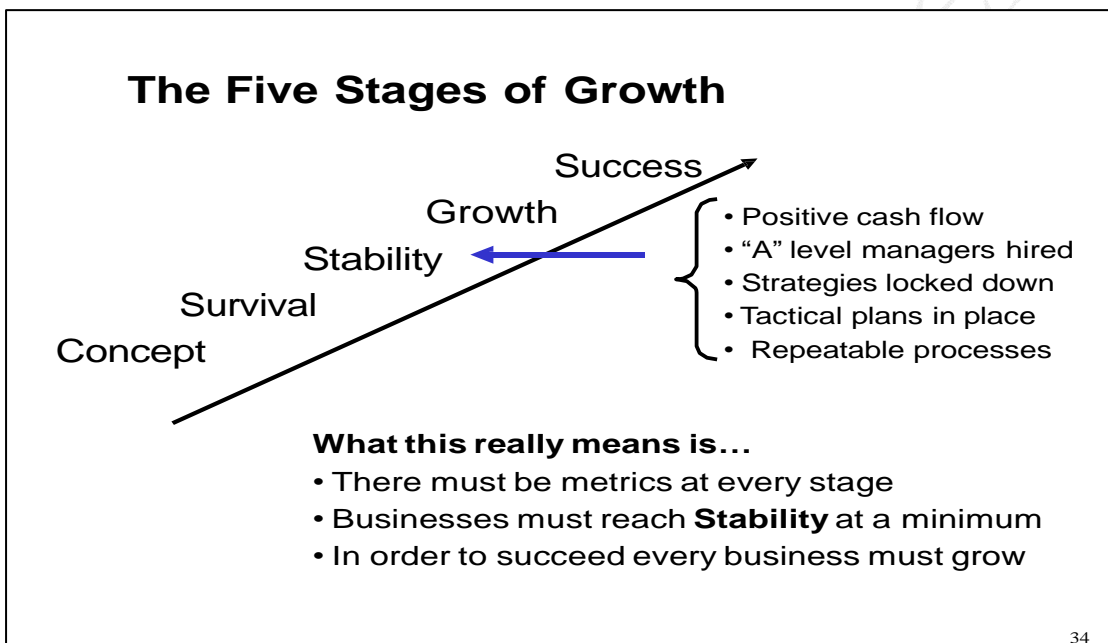 The Five Stages of Growth
Success
Growth
Stability
Survival
Concept
• Positive cash flow
• “A” level managers hired
• Strategies locked down
• Tactical plans in place
• Repeatable processes
What this really means is…
• There must be metrics at every stage
• Businesses must reach Stability at a minimum
• In order to succeed every business must grow
34